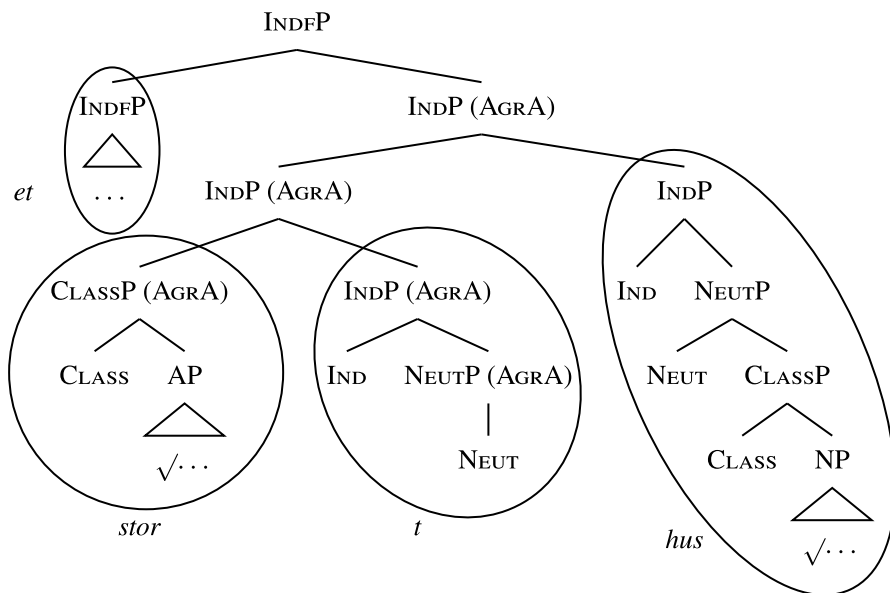 INDFP
INDFP INDP (AGRA)
et ... INDP (AGRA) INDP
CLASSP (AGRA) INDP (AGRA) IND NEUTP
CLASS AP IND NEUTP (AGRA) NEUT CLASSP
√··· NEUT CLASS NP
stor t hus √···